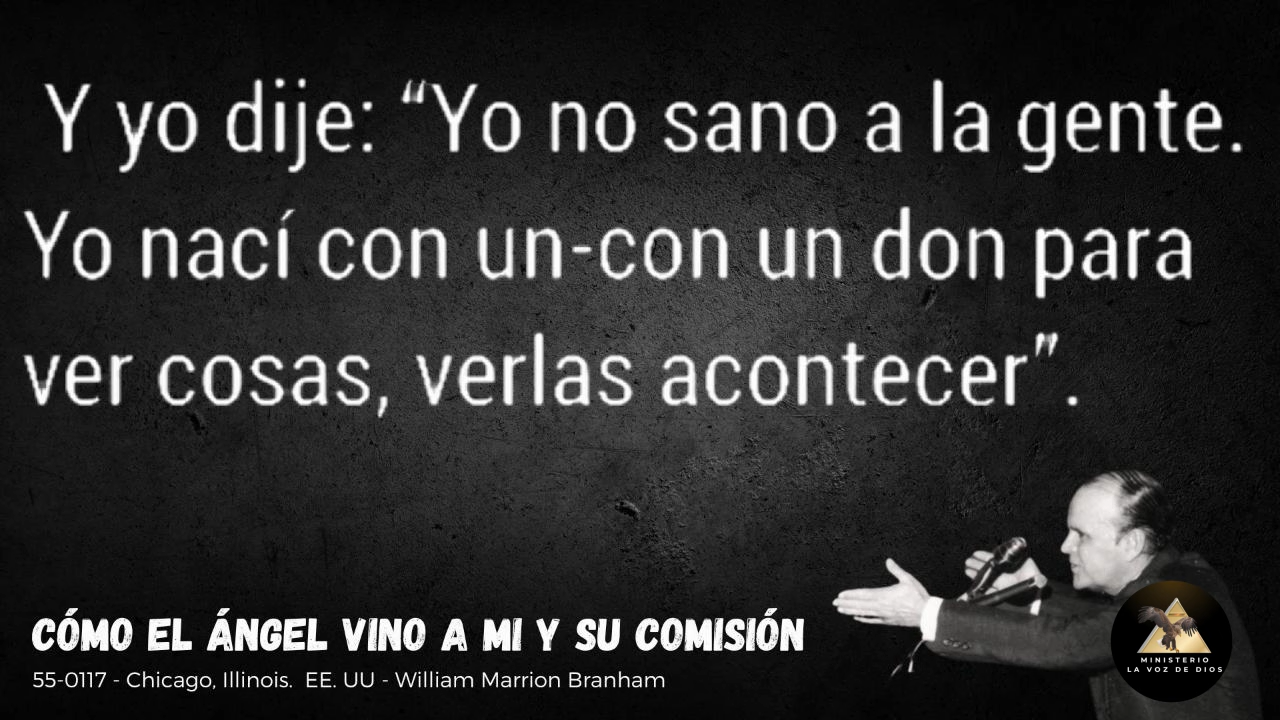 Y yo dije: “Yo no sano a la gente.
Yo nací con un-con un don para
ver cosas, verlas acontecer”.
CÓMO EL ÁNGEL VINO A MI Y SU COMISIÓN
55-0117 - Chicago, Illinois.  EE. UU - William Marrion Branham
MINISTERIO
LA VOZ DE DIOS